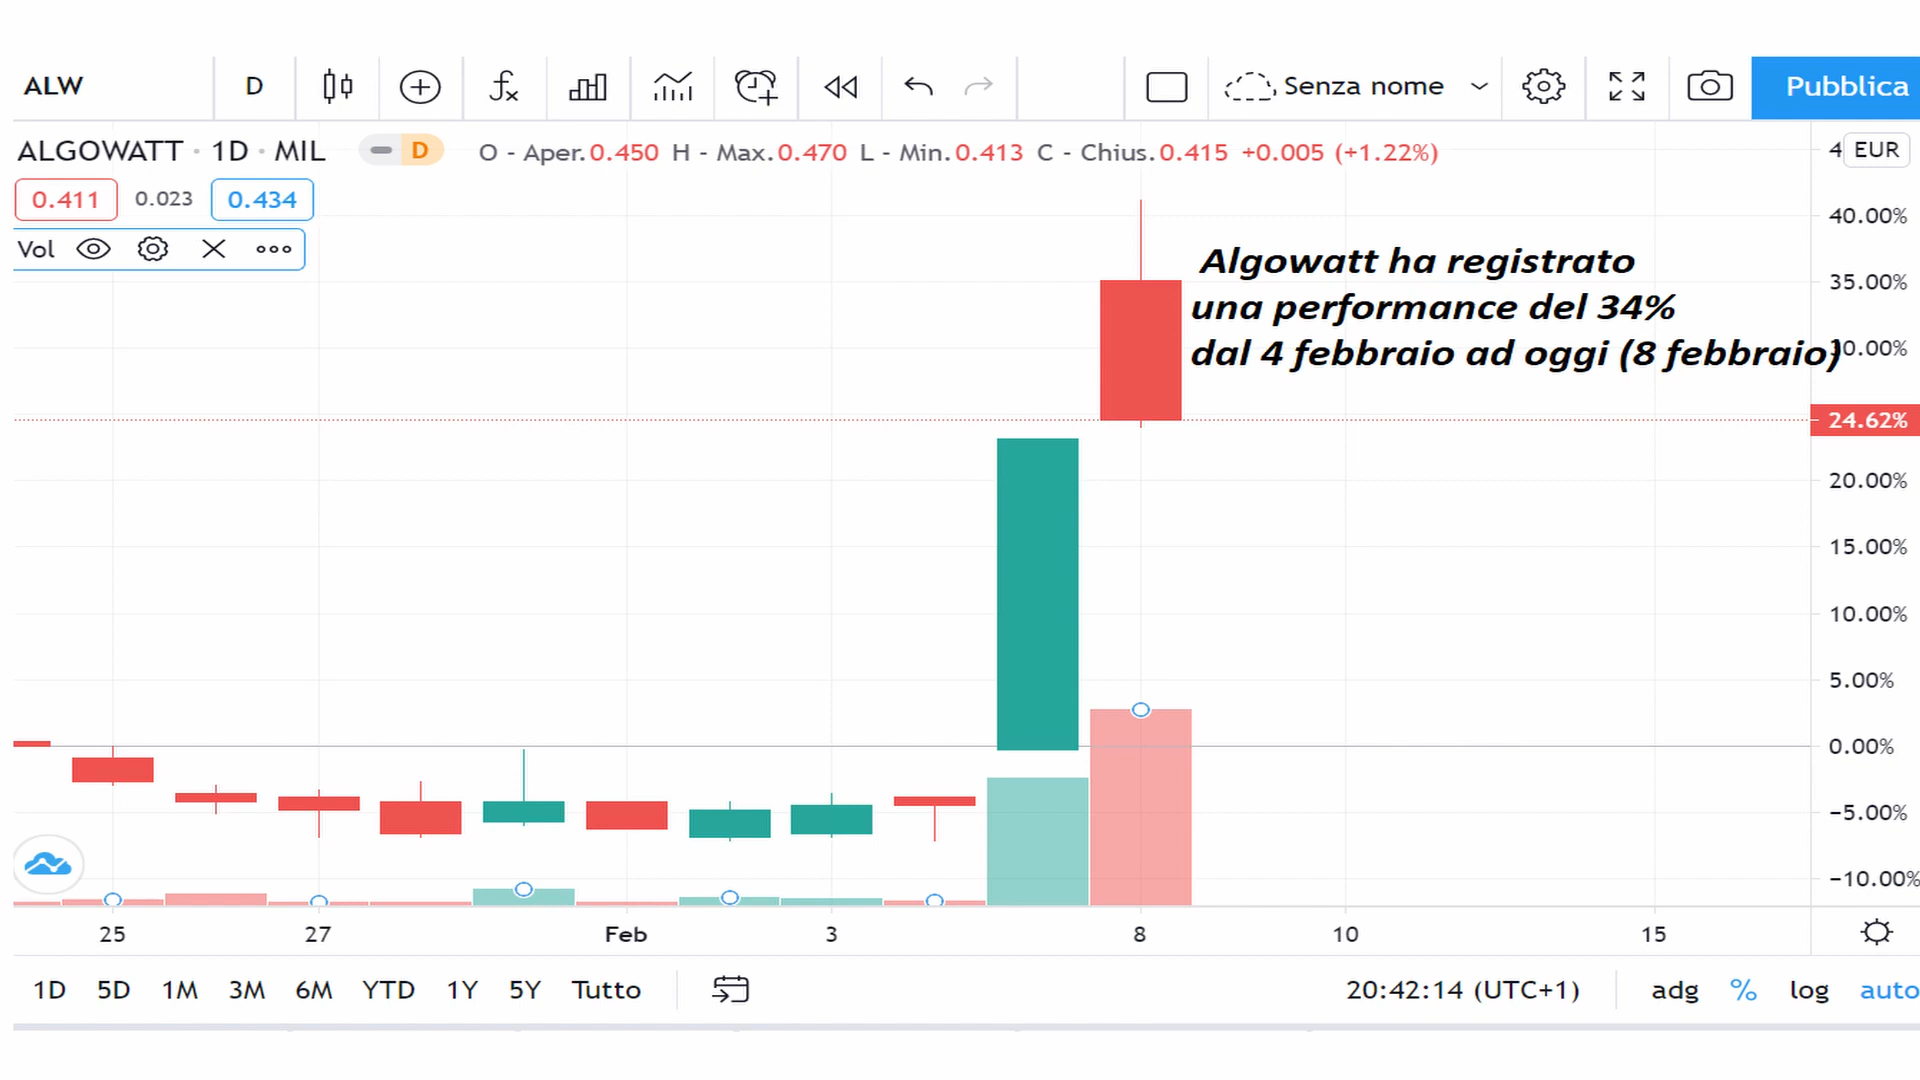 ALW D Senza nome Pubblica
ALGOWATT · 1D · MIL D O - Aper.0.450 H - Max.0.470 L - Min.0.413 C - Chius.0.415 +0.005 (+1.22%)
4 EUR
0.411 0.023 0.434
40.00%
Vol
Algowatt ha registrato
35.00%
una performance del 34%
dal 4 febbraio ad oggi (8 febbraio)
30.00%
24.62%
20.00%
15.00%
10.00%
5.00%
0.00%
−5.00%
−10.00%
25 27 Feb 3 8 10 15
1D 5D 1M 3M 6M YTD 1Y 5Y Tutto 20:42:14 (UTC+1) adg % log auto